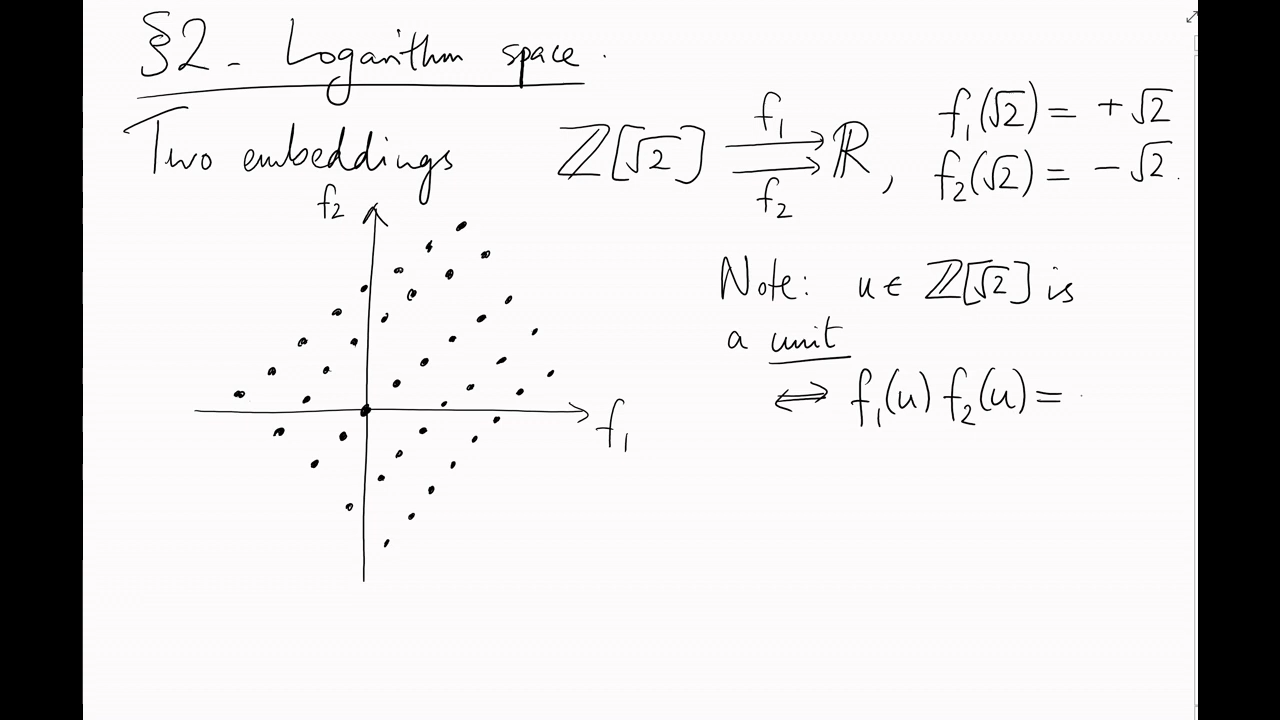 §2 - Logarithm space.
Two embeddings ℤ[√2] ⇉ ℝ, f₁(√2) = +√2
f₁
f₂
f₂(√2) = -√2.
f₂
Note: u ∈ ℤ[√2] is
a unit
⇔ f₁(u) f₂(u) =
f₁